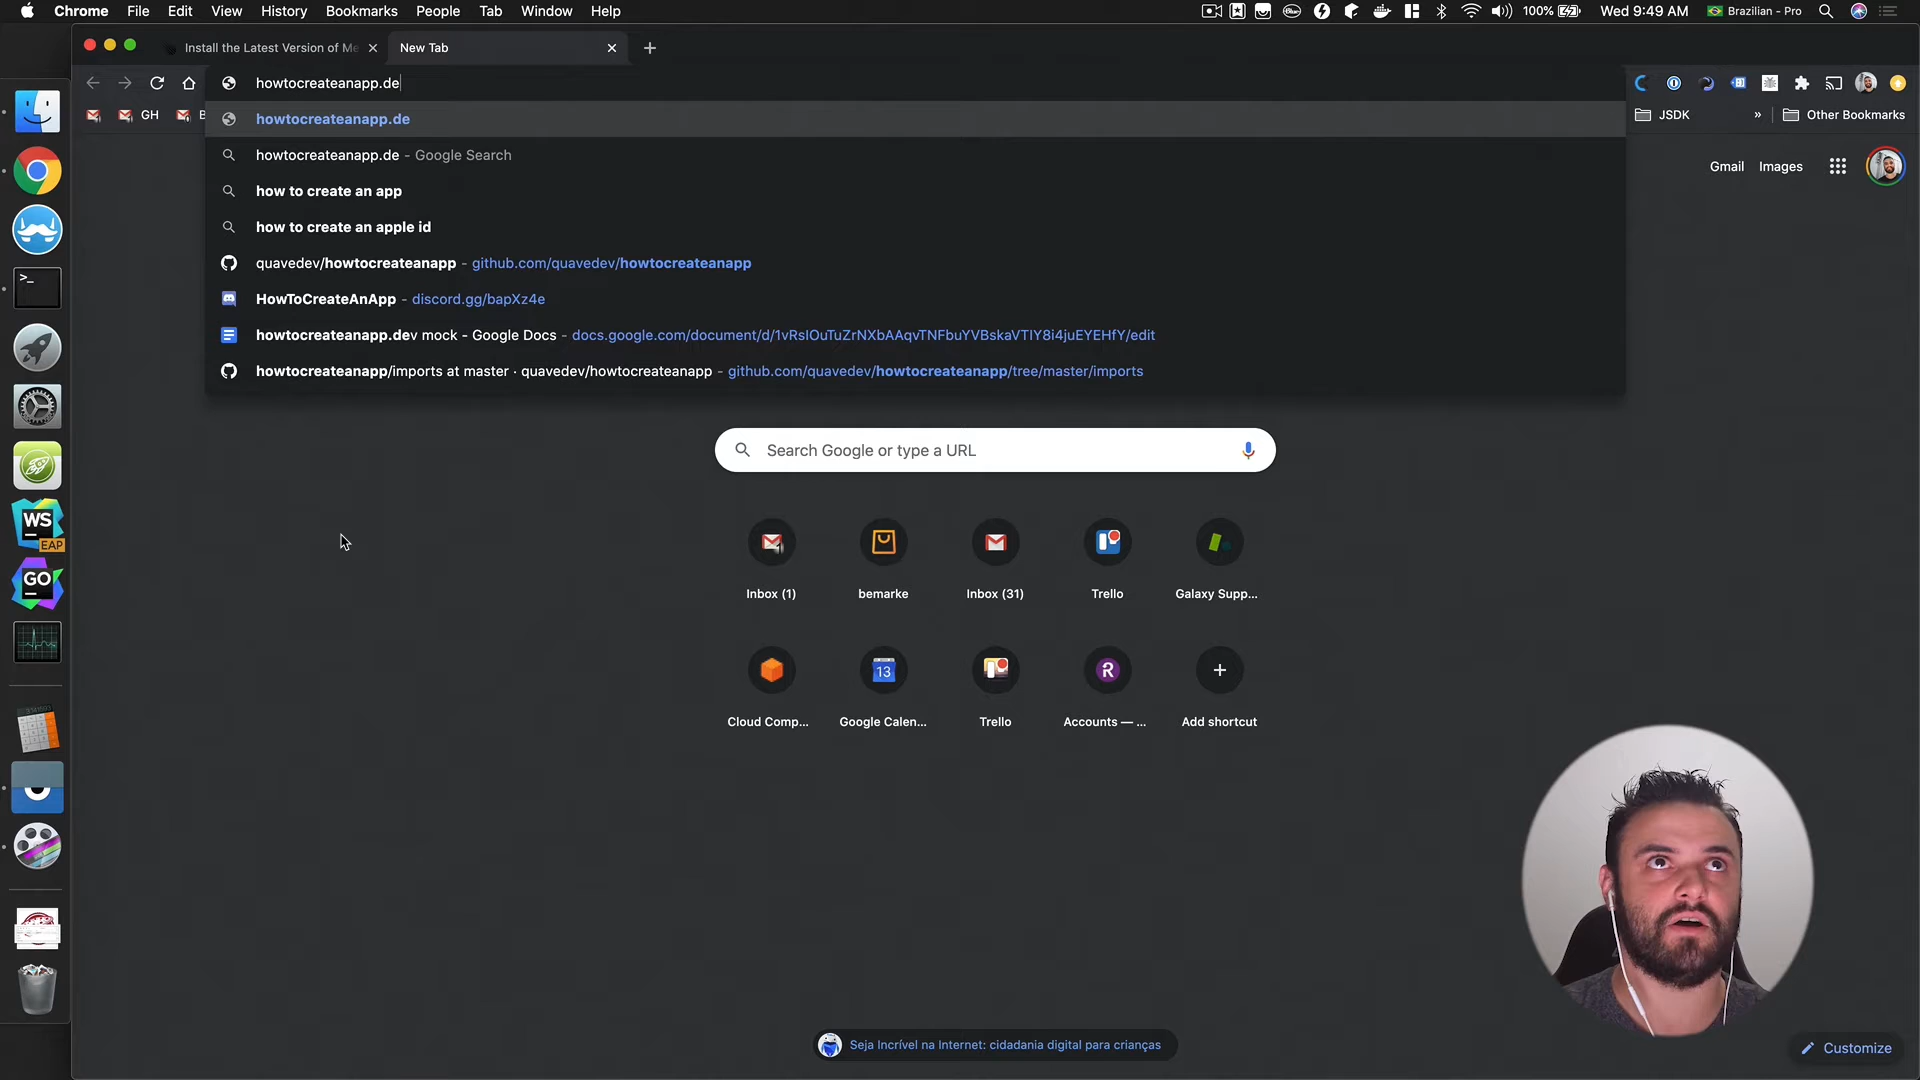 Chrome File Edit View History Bookmarks People Tab Window Help
100% Wed 9:49 AM Brazilian - Pro
Install the Latest Version of Me
New Tab
howtocreateanapp.de
GH
JSDK
»
Other Bookmarks
howtocreateanapp.de
howtocreateanapp.de - Google Search
how to create an app
how to create an apple id
quavedev/howtocreateanapp - github.com/quavedev/howtocreateanapp
HowToCreateAnApp - discord.gg/bapXz4e
howtocreateanapp.dev mock - Google Docs - docs.google.com/document/d/1vRsIOuTuZrNXbAAqvTNFbuYVBskaVTIY8i4juEYEHfY/edit
howtocreateanapp/imports at master · quavedev/howtocreateanapp - github.com/quavedev/howtocreateanapp/tree/master/imports
Gmail Images
Search Google or type a URL
Inbox (1)
bemarke
Inbox (31)
Trello
Galaxy Supp...
13
R
Cloud Comp...
Google Calen...
Trello
Accounts — ...
Add shortcut
WS
EAP
GO
Seja Incrível na Internet: cidadania digital para crianças
Customize